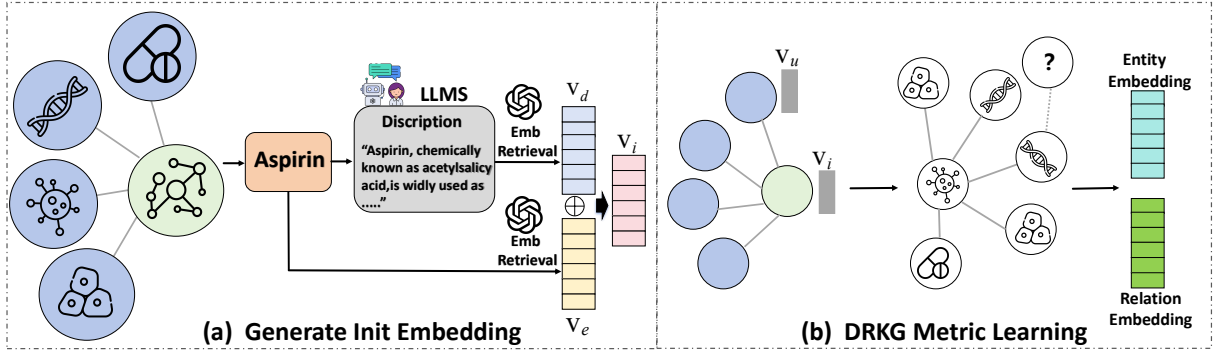 Aspirin
LLMS
Discription
“Aspirin, chemically
known as acetylsalicy
acid,is widly used as
.....”
Emb
Retrieval
Emb
Retrieval
V_d
⊕
V_e
V_i
(a) Generate Init Embedding
V_u
V_i
?
Entity
Embedding
Relation
Embedding
(b) DRKG Metric Learning